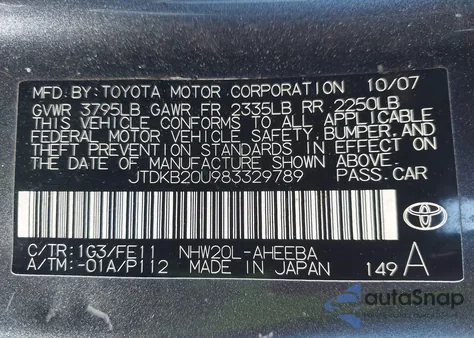 MFD. BY: TOYOTA MOTOR CORPORATION 10/07
GVWR 3795LB GAWR FR 2335LB RR 2250LB
THIS VEHICLE CONFORMS TO ALL APPLICABLE
FEDERAL MOTOR VEHICLE SAFETY, BUMPER, AND
THEFT PREVENTION STANDARDS IN EFFECT ON
THE DATE OF MANUFACTURE SHOWN ABOVE.
JTDKB20U983329789 PASS. CAR
TOYOTA
C/TR: 1G3/FE11 NHW20L-AHEEBA
A/TM: -01A/P112 MADE IN JAPAN 149 A
autoSnap